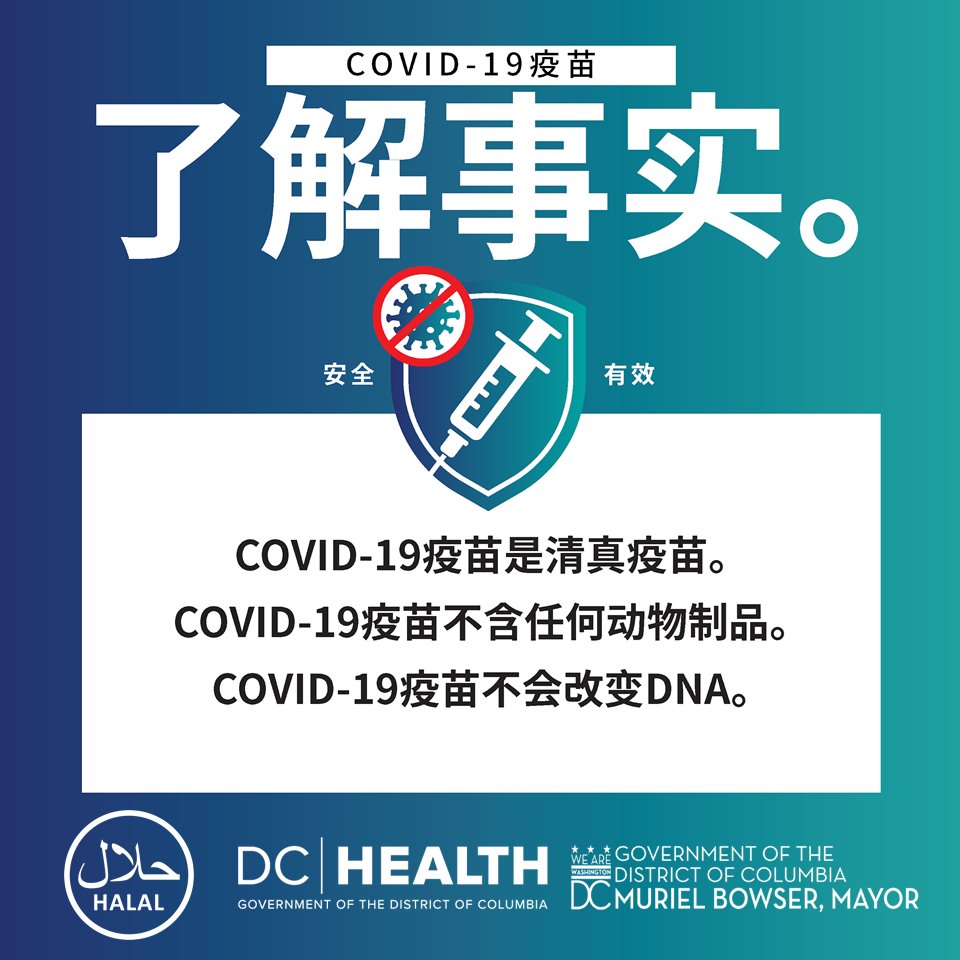 COVID-19疫苗
了解事实。
安全
有效
COVID-19疫苗是清真疫苗。
COVID-19疫苗不含任何动物制品。
COVID-19疫苗不会改变DNA。
حلال
HALAL
DC HEALTH
GOVERNMENT OF THE DISTRICT OF COLUMBIA
WE ARE
WASHINGTON
DC
GOVERNMENT OF THE
DISTRICT OF COLUMBIA
MURIEL BOWSER, MAYOR